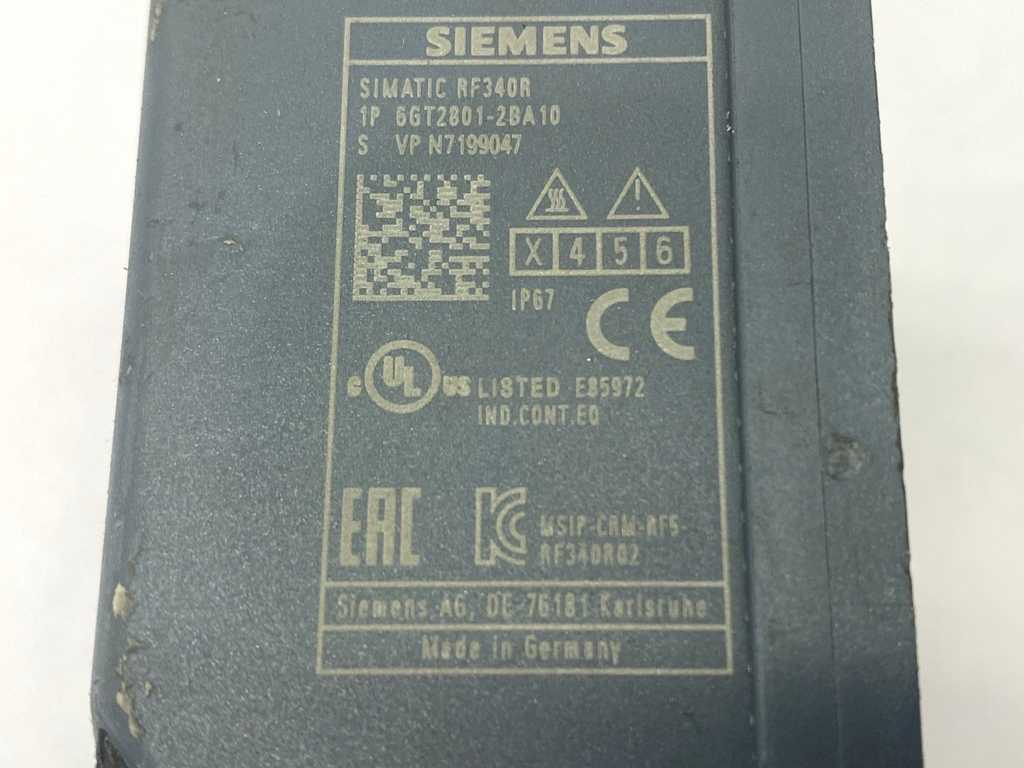 SIEMENS
SIMATIC RF340R
1P 6GT2801-2BA10
S VP N7199047
X 4 5 6
IP67
CE
C UL US LISTED E85972
IND.CONT.EQ
EAC
KC MSIP-CRM-RF5-
RF340R02
Siemens AG, DE-76181 Karlsruhe
Made in Germany